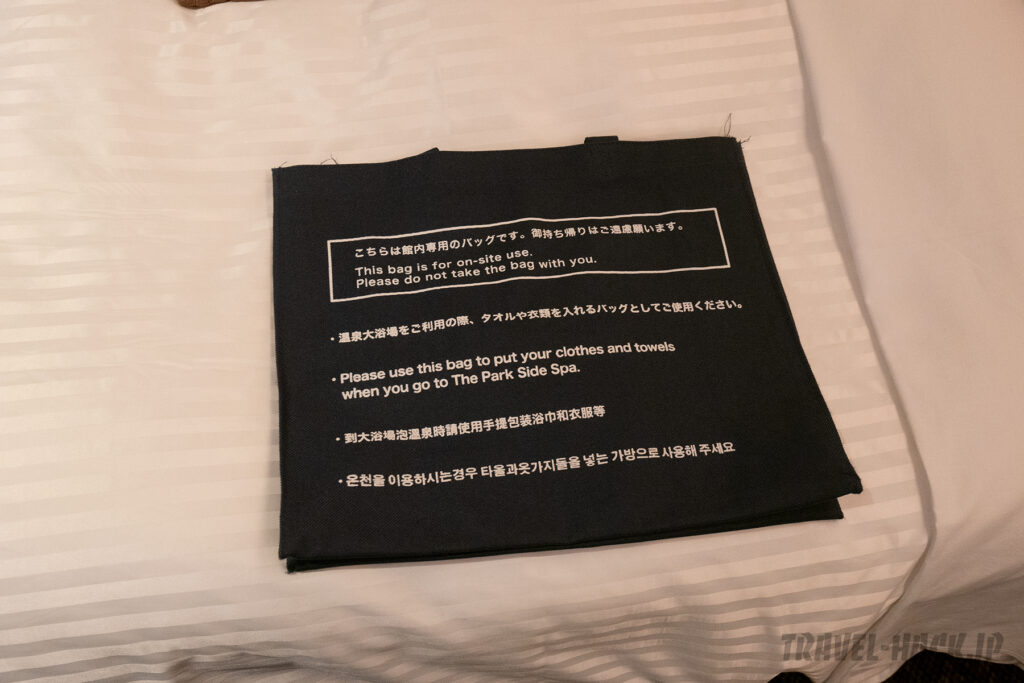 こちらは館内専用のバッグです。御持ち帰りはご遠慮願います。
This bag is for on-site use.
Please do not take the bag with you.
・温泉大浴場をご利用の際、タオルや衣類を入れるバッグとしてご使用ください。
・Please use this bag to put your clothes and towels
when you go to The Park Side Spa.
・到大浴場泡溫泉時請使用手提包装浴巾和衣服等
・온천을 이용하시는경우 타올과옷가지들을 넣는 가방으로 사용해 주세요
TRAVEL-HACK.JP